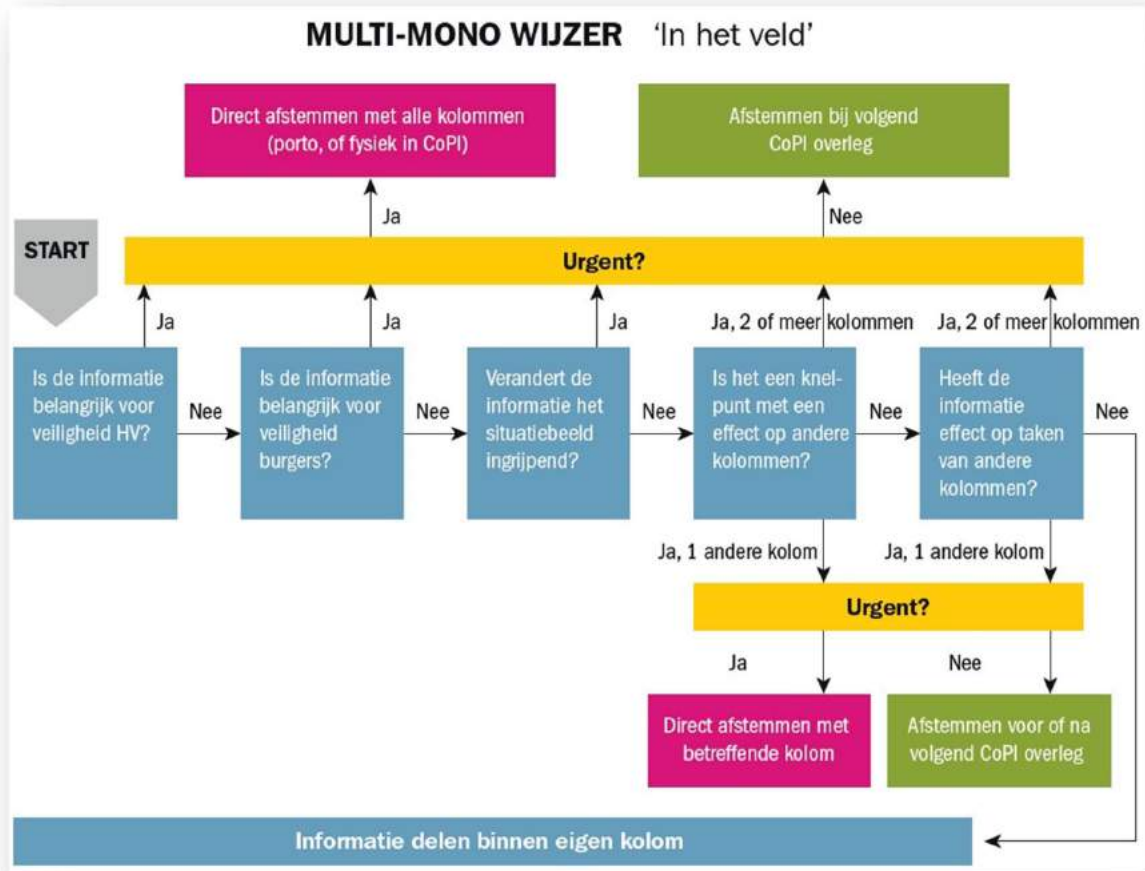 MULTI-MONO WIJZER 'In het veld'
Direct afstemmen met alle kolommen
(porto, of fysiek in CoPI)
Afstemmen bij volgend
CoPI overleg
Ja
Nee
START
Urgent?
Ja
Ja
Ja
Ja, 2 of meer kolommen
Ja, 2 of meer kolommen
Is de informatie
belangrijk voor
veiligheid HV?
Nee
Is de informatie
belangrijk voor
veiligheid
burgers?
Nee
Verandert de
informatie het
situatiebeeld
ingrijpend?
Nee
Is het een knel-
punt met een
effect op andere
kolommen?
Nee
Heeft de
informatie
effect op taken
van andere
kolommen?
Nee
Ja, 1 andere kolom
Ja, 1 andere kolom
Urgent?
Ja
Nee
Direct afstemmen met
betreffende kolom
Afstemmen voor of na
volgend CoPI overleg
Informatie delen binnen eigen kolom